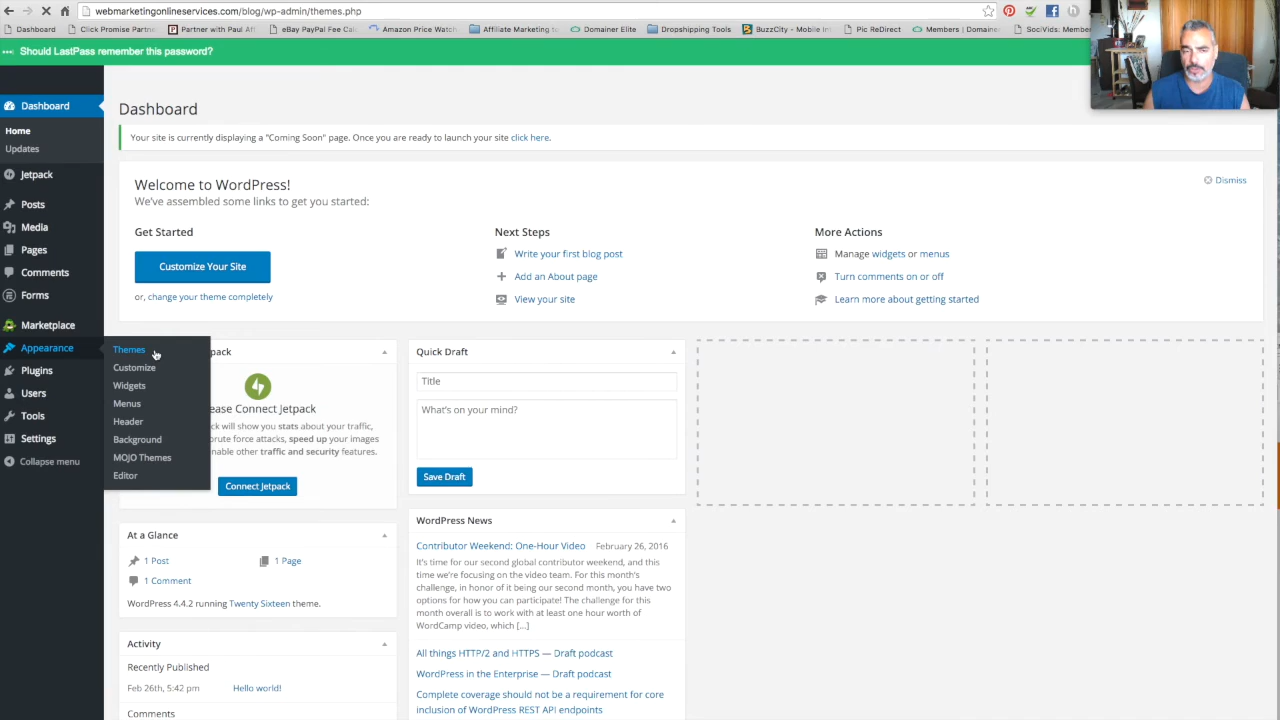 webmarketingonlineservices.com/blog/wp-admin/themes.php
Dashboard Click Promise Partne Partner with Paul Aff eBay PayPal Fee Calc Amazon Price Watch Affiliate Marketing to Domainer Elite Dropshipping Tools BuzzCity - Mobile In Pic ReDirect Members | Domaine SociVids: Member
Should LastPass remember this password?
Dashboard
Home
Updates
Jetpack
Posts
Media
Pages
Comments
Forms
Marketplace
Appearance
Plugins
Users
Tools
Settings
Collapse menu
Themes
Customize
Widgets
Menus
Header
Background
MOJO Themes
Editor
Dashboard
Your site is currently displaying a "Coming Soon" page. Once you are ready to launch your site click here.
Welcome to WordPress!
Dismiss
We've assembled some links to get you started:
Get Started
Customize Your Site
or, change your theme completely
Next Steps
Write your first blog post
Add an About page
View your site
More Actions
Manage widgets or menus
Turn comments on or off
Learn more about getting started
pack
ease Connect Jetpack
ck will show you stats about your traffic,
orute force attacks, speed up your images
enable other traffic and security features.
Connect Jetpack
At a Glance
1 Post 1 Page
1 Comment
WordPress 4.4.2 running Twenty Sixteen theme.
Activity
Recently Published
Feb 26th, 5:42 pm Hello world!
Comments
Quick Draft
Title
What's on your mind?
Save Draft
WordPress News
Contributor Weekend: One-Hour Video February 26, 2016
It's time for our second global contributor weekend, and this
time we're focusing on the video team. For this month's
challenge, in honor of it being our second month, you have two
options for how you can participate! The challenge for this
month overall is to work with at least one hour worth of
WordCamp video, which [...]
All things HTTP/2 and HTTPS — Draft podcast
WordPress in the Enterprise — Draft podcast
Complete coverage should not be a requirement for core
inclusion of WordPress REST API endpoints